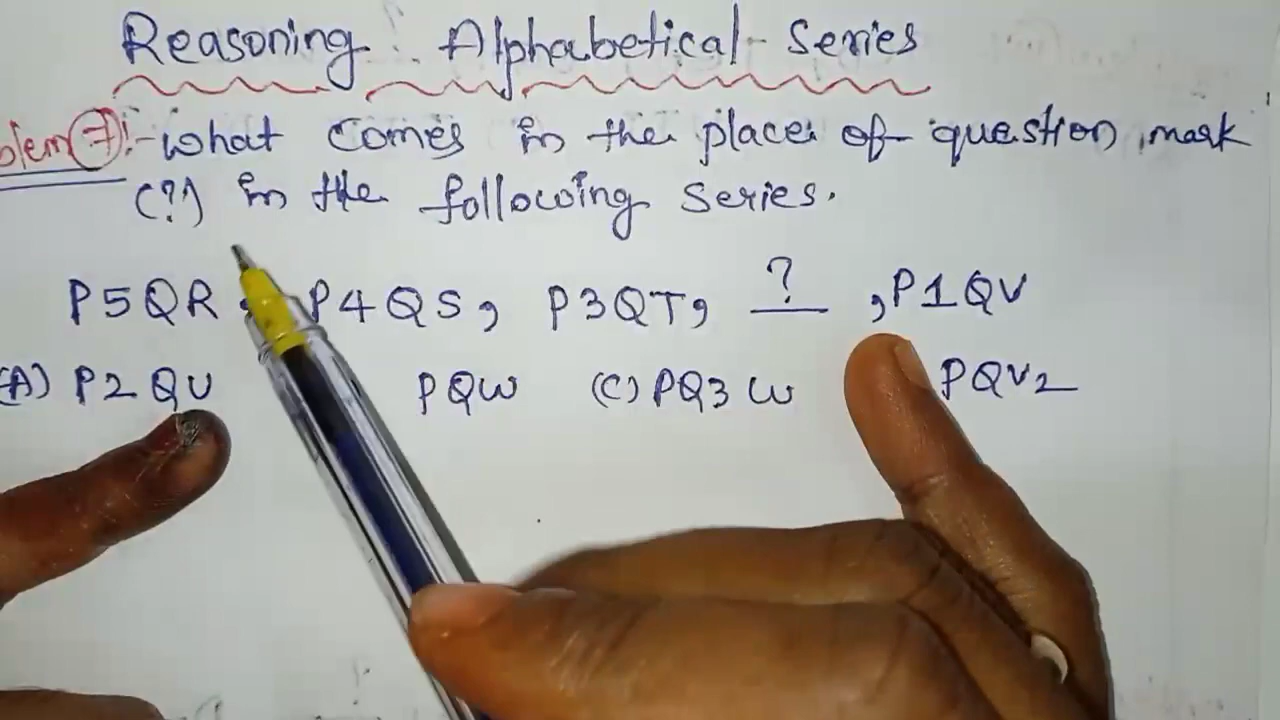 Reasoning : Alphabetical - Series
blem 7:- what comes in the place of question mark
(?) in the following series.
P5QR, P4QS, P3QT, ?, P1QV
(A) P2QU PQW (C) PQ3W PQV2